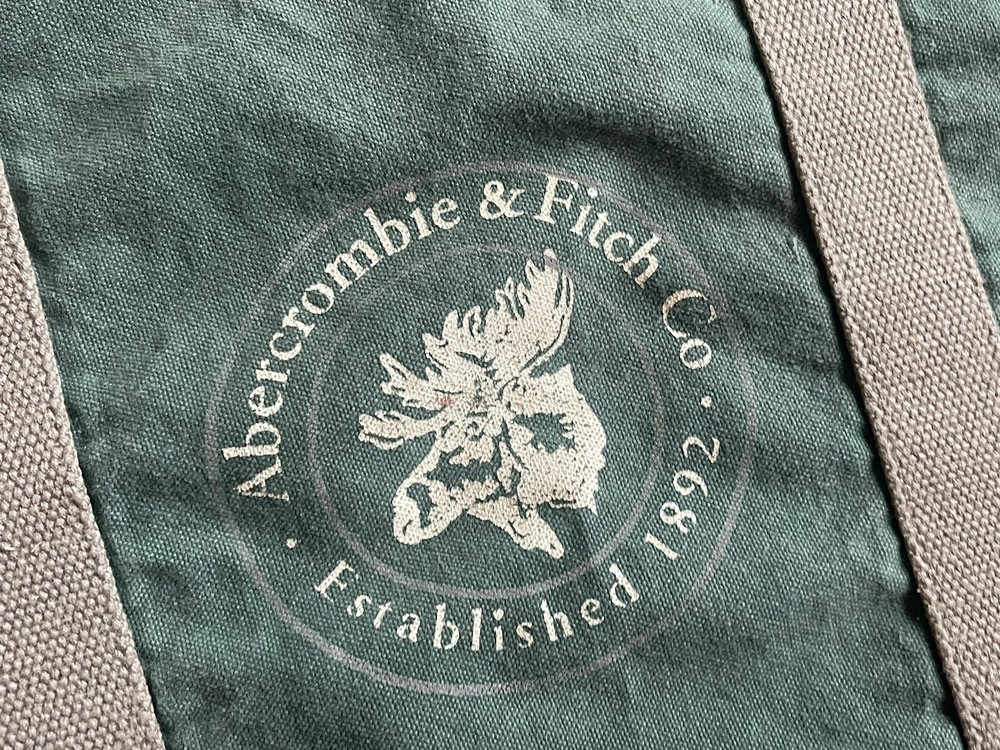 Abercrombie & Fitch Co
· Established 1892 ·